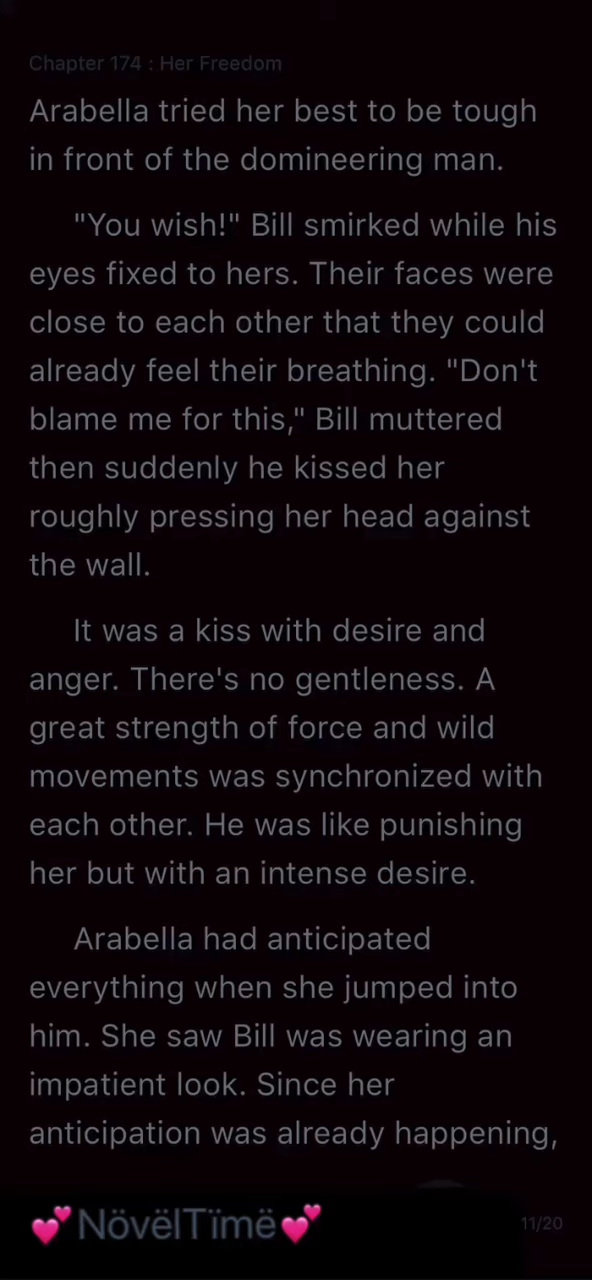 Chapter 174 : Her Freedom
Arabella tried her best to be tough
in front of the domineering man.
"You wish!" Bill smirked while his
eyes fixed to hers. Their faces were
close to each other that they could
already feel their breathing. "Don't
blame me for this," Bill muttered
then suddenly he kissed her
roughly pressing her head against
the wall.
It was a kiss with desire and
anger. There's no gentleness. A
great strength of force and wild
movements was synchronized with
each other. He was like punishing
her but with an intense desire.
Arabella had anticipated
everything when she jumped into
him. She saw Bill was wearing an
impatient look. Since her
anticipation was already happening,
💕NövëlTïmë💕
11/20